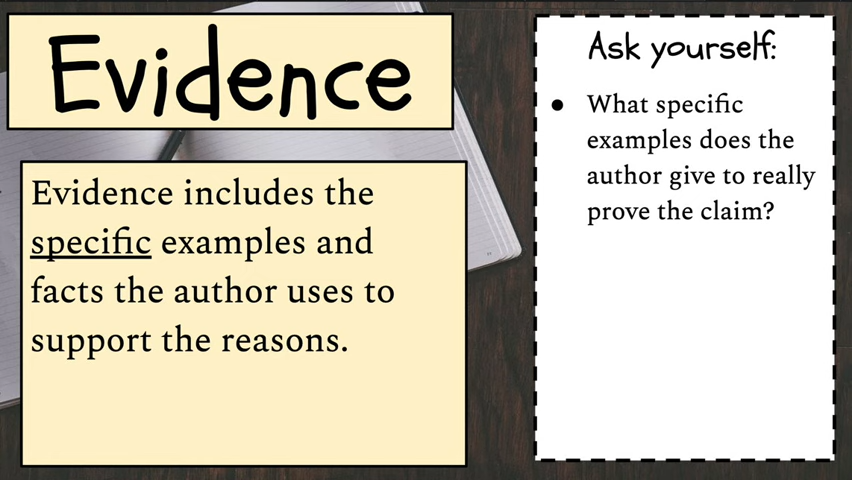 Evidence
Evidence includes the
specific examples and
facts the author uses to
support the reasons.
Ask yourself:
● What specific
examples does the
author give to really
prove the claim?